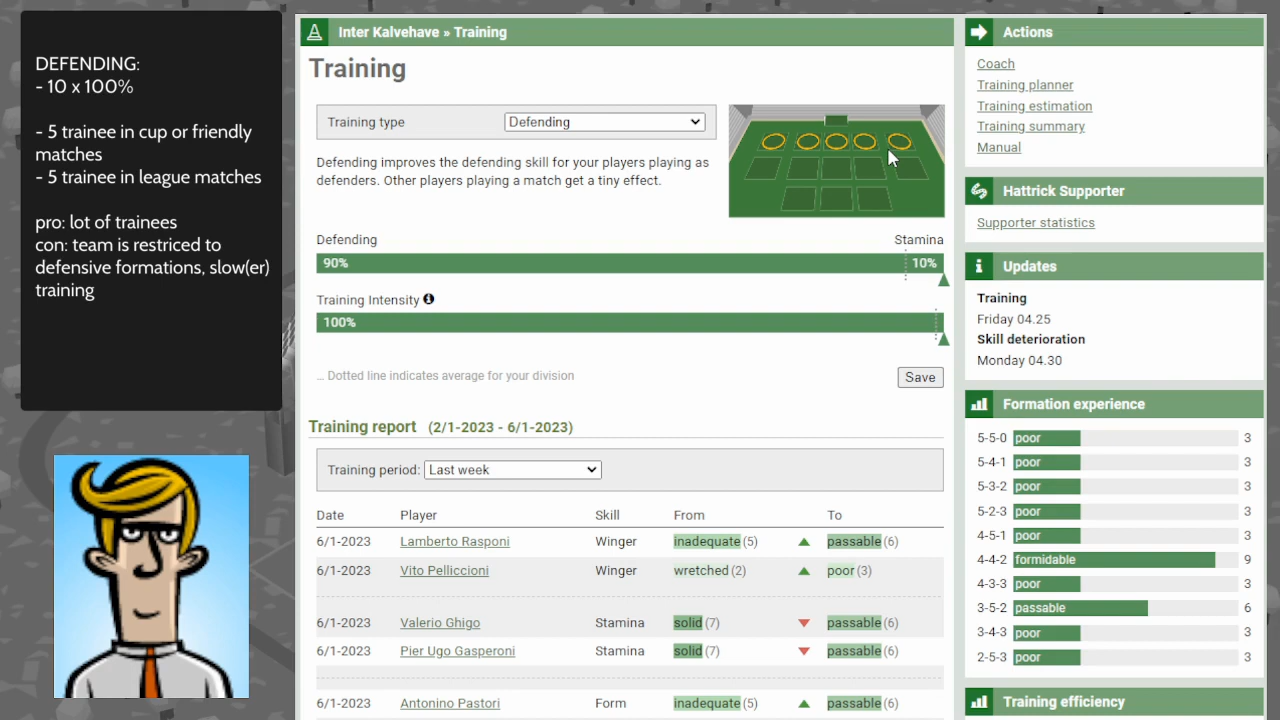 DEFENDING:
- 10 x 100%
- 5 trainee in cup or friendly
matches
- 5 trainee in league matches
pro: lot of trainees
con: team is restriced to
defensive formations, slow(er)
training
Inter Kalvehave » Training
Training
Training type Defending
Defending improves the defending skill for your players playing as
defenders. Other players playing a match get a tiny effect.
Defending Stamina
90% 10%
Training Intensity
100%
... Dotted line indicates average for your division
Save
Training report (2/1-2023 - 6/1-2023)
Training period: Last week
Date Player Skill From To
6/1-2023 Lamberto Rasponi Winger inadequate (5) passable (6)
6/1-2023 Vito Pelliccioni Winger wretched (2) poor (3)
6/1-2023 Valerio Ghigo Stamina solid (7) passable (6)
6/1-2023 Pier Ugo Gasperoni Stamina solid (7) passable (6)
6/1-2023 Antonino Pastori Form inadequate (5) passable (6)
Actions
Coach
Training planner
Training estimation
Training summary
Manual
Hattrick Supporter
Supporter statistics
Updates
Training
Friday 04.25
Skill deterioration
Monday 04.30
Formation experience
5-5-0 poor 3
5-4-1 poor 3
5-3-2 poor 3
5-2-3 poor 3
4-5-1 poor 3
4-4-2 formidable 9
4-3-3 poor 3
3-5-2 passable 6
3-4-3 poor 3
2-5-3 poor 3
Training efficiency